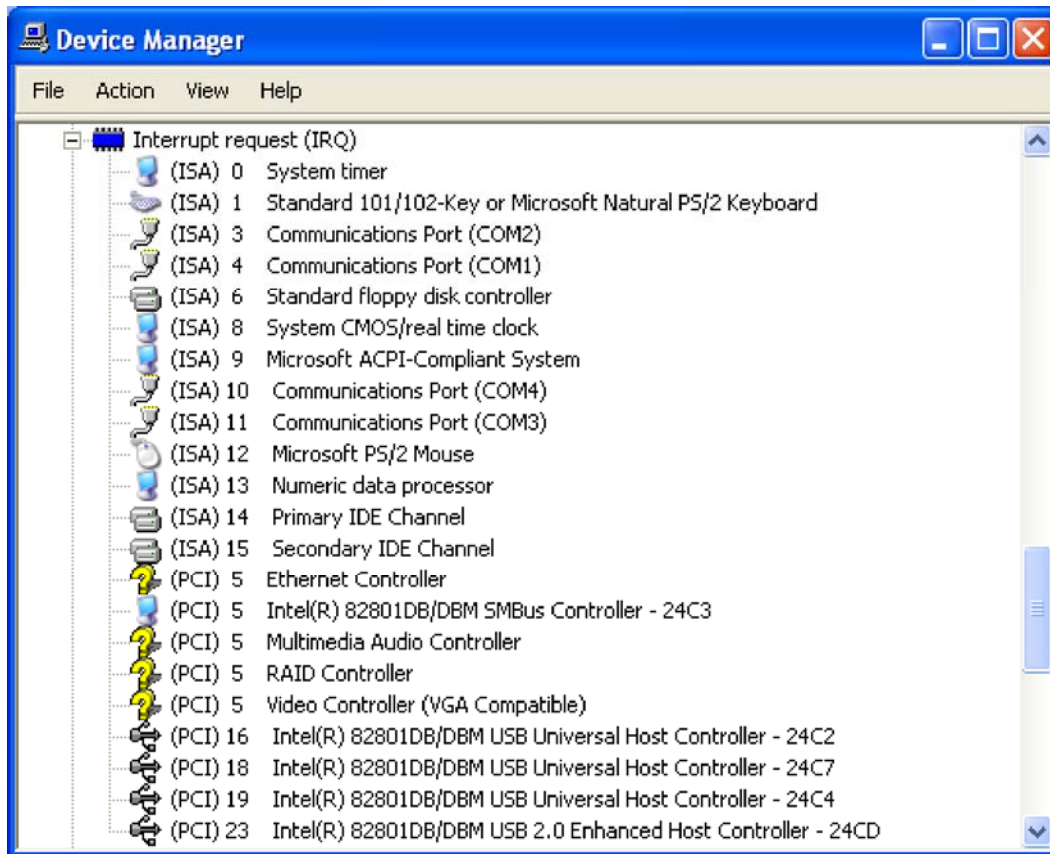 Device Manager
File Action View Help
Interrupt request (IRQ)
(ISA) 0 System timer
(ISA) 1 Standard 101/102-Key or Microsoft Natural PS/2 Keyboard
(ISA) 3 Communications Port (COM2)
(ISA) 4 Communications Port (COM1)
(ISA) 6 Standard floppy disk controller
(ISA) 8 System CMOS/real time clock
(ISA) 9 Microsoft ACPI-Compliant System
(ISA) 10 Communications Port (COM4)
(ISA) 11 Communications Port (COM3)
(ISA) 12 Microsoft PS/2 Mouse
(ISA) 13 Numeric data processor
(ISA) 14 Primary IDE Channel
(ISA) 15 Secondary IDE Channel
(PCI) 5 Ethernet Controller
(PCI) 5 Intel(R) 82801DB/DBM SMBus Controller - 24C3
(PCI) 5 Multimedia Audio Controller
(PCI) 5 RAID Controller
(PCI) 5 Video Controller (VGA Compatible)
(PCI) 16 Intel(R) 82801DB/DBM USB Universal Host Controller - 24C2
(PCI) 18 Intel(R) 82801DB/DBM USB Universal Host Controller - 24C7
(PCI) 19 Intel(R) 82801DB/DBM USB Universal Host Controller - 24C4
(PCI) 23 Intel(R) 82801DB/DBM USB 2.0 Enhanced Host Controller - 24CD